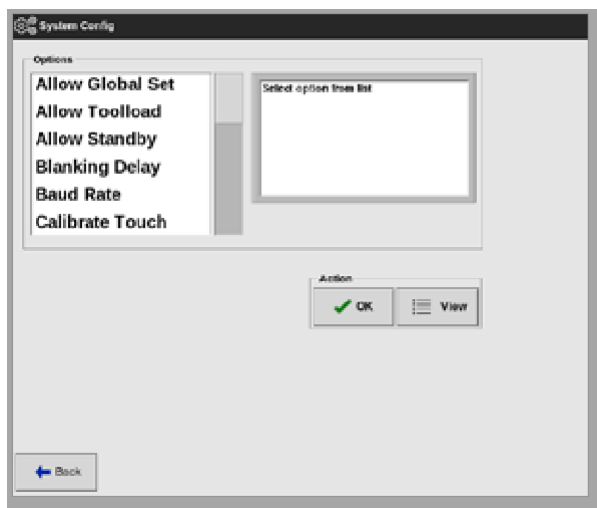 System Config
Options
Allow Global Set
Allow Toolload
Allow Standby
Blanking Delay
Baud Rate
Calibrate Touch
Select option from list
Action
OK
View
Back